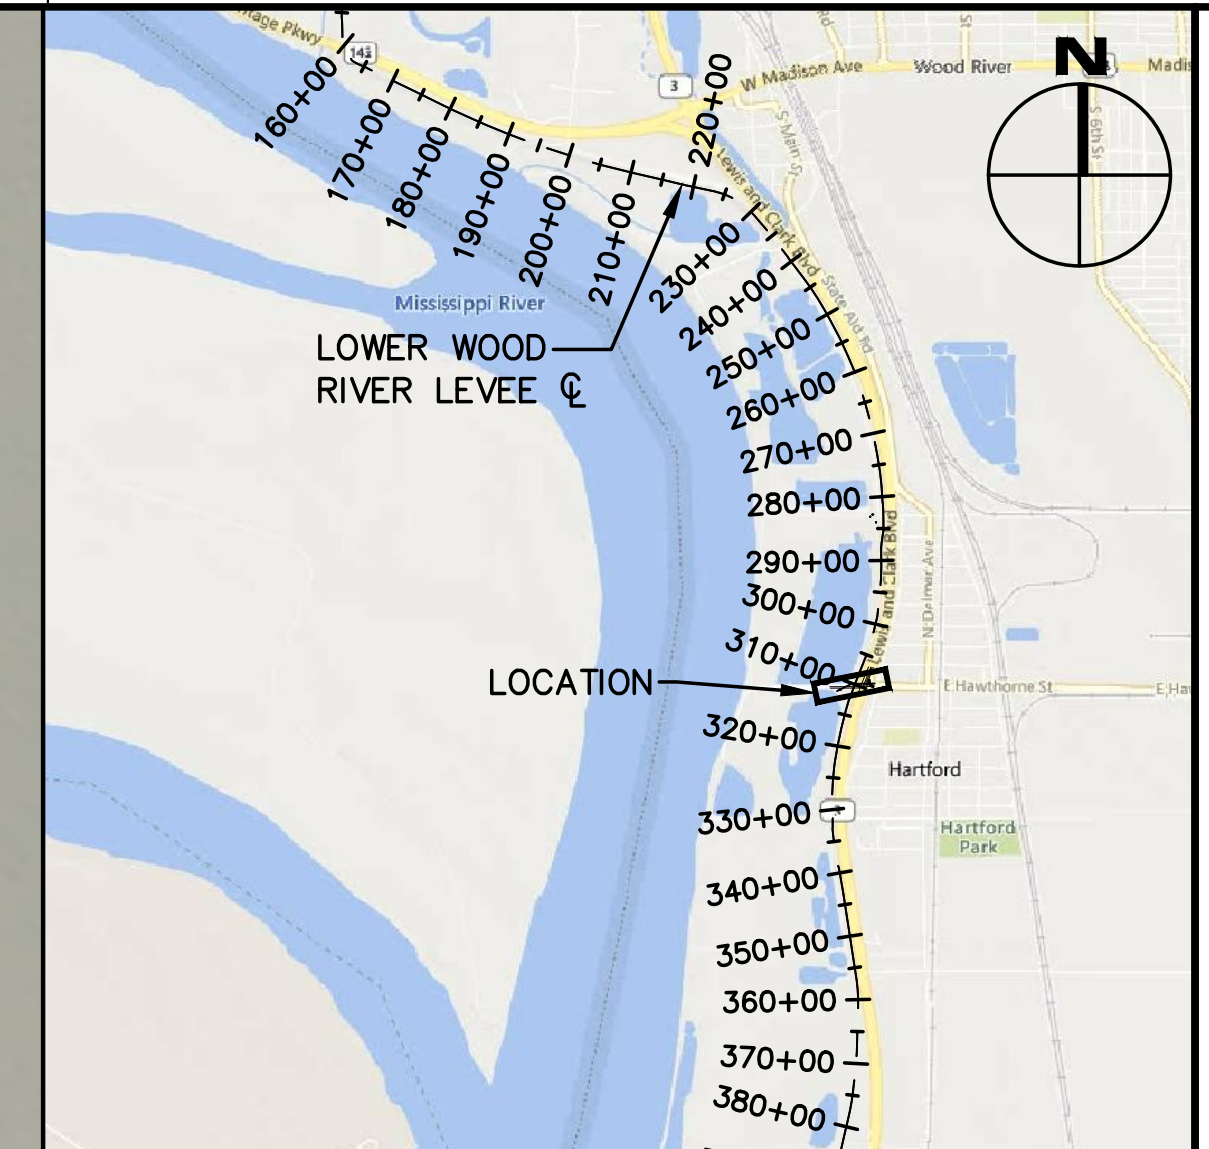 ntage Pkwy
143
160+00
170+00
180+00
190+00
200+00
210+00
220+00
3
W Madison Ave
Wood River
Madis
Rd
St
N
S 6th St
S Main St
Lewis and Clark Blvd
State Aid Rd
230+00
240+00
250+00
260+00
270+00
280+00
290+00
300+00
310+00
Mississippi River
LOWER WOOD
RIVER LEVEE ℄
Lewis and Clark Blvd
N Delmar Ave
LOCATION
E Hawthorne St
E Ha
320+00
Hartford
330+00
Hartford
Park
340+00
350+00
360+00
370+00
380+00